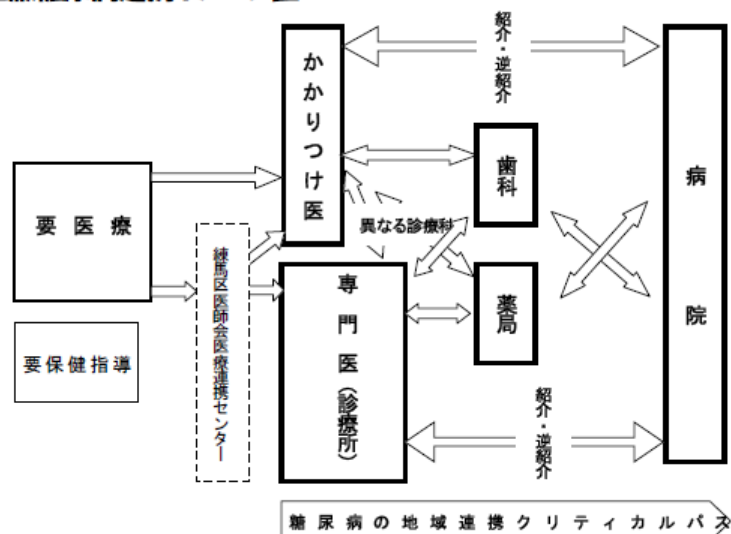 要医療
要保健指導
練馬区医師会医療連携センター
かかりつけ医
専門医(診療所)
異なる診療科
歯科
薬局
紹介・逆紹介
紹介・逆紹介
病院
糖尿病の地域連携クリティカルパス